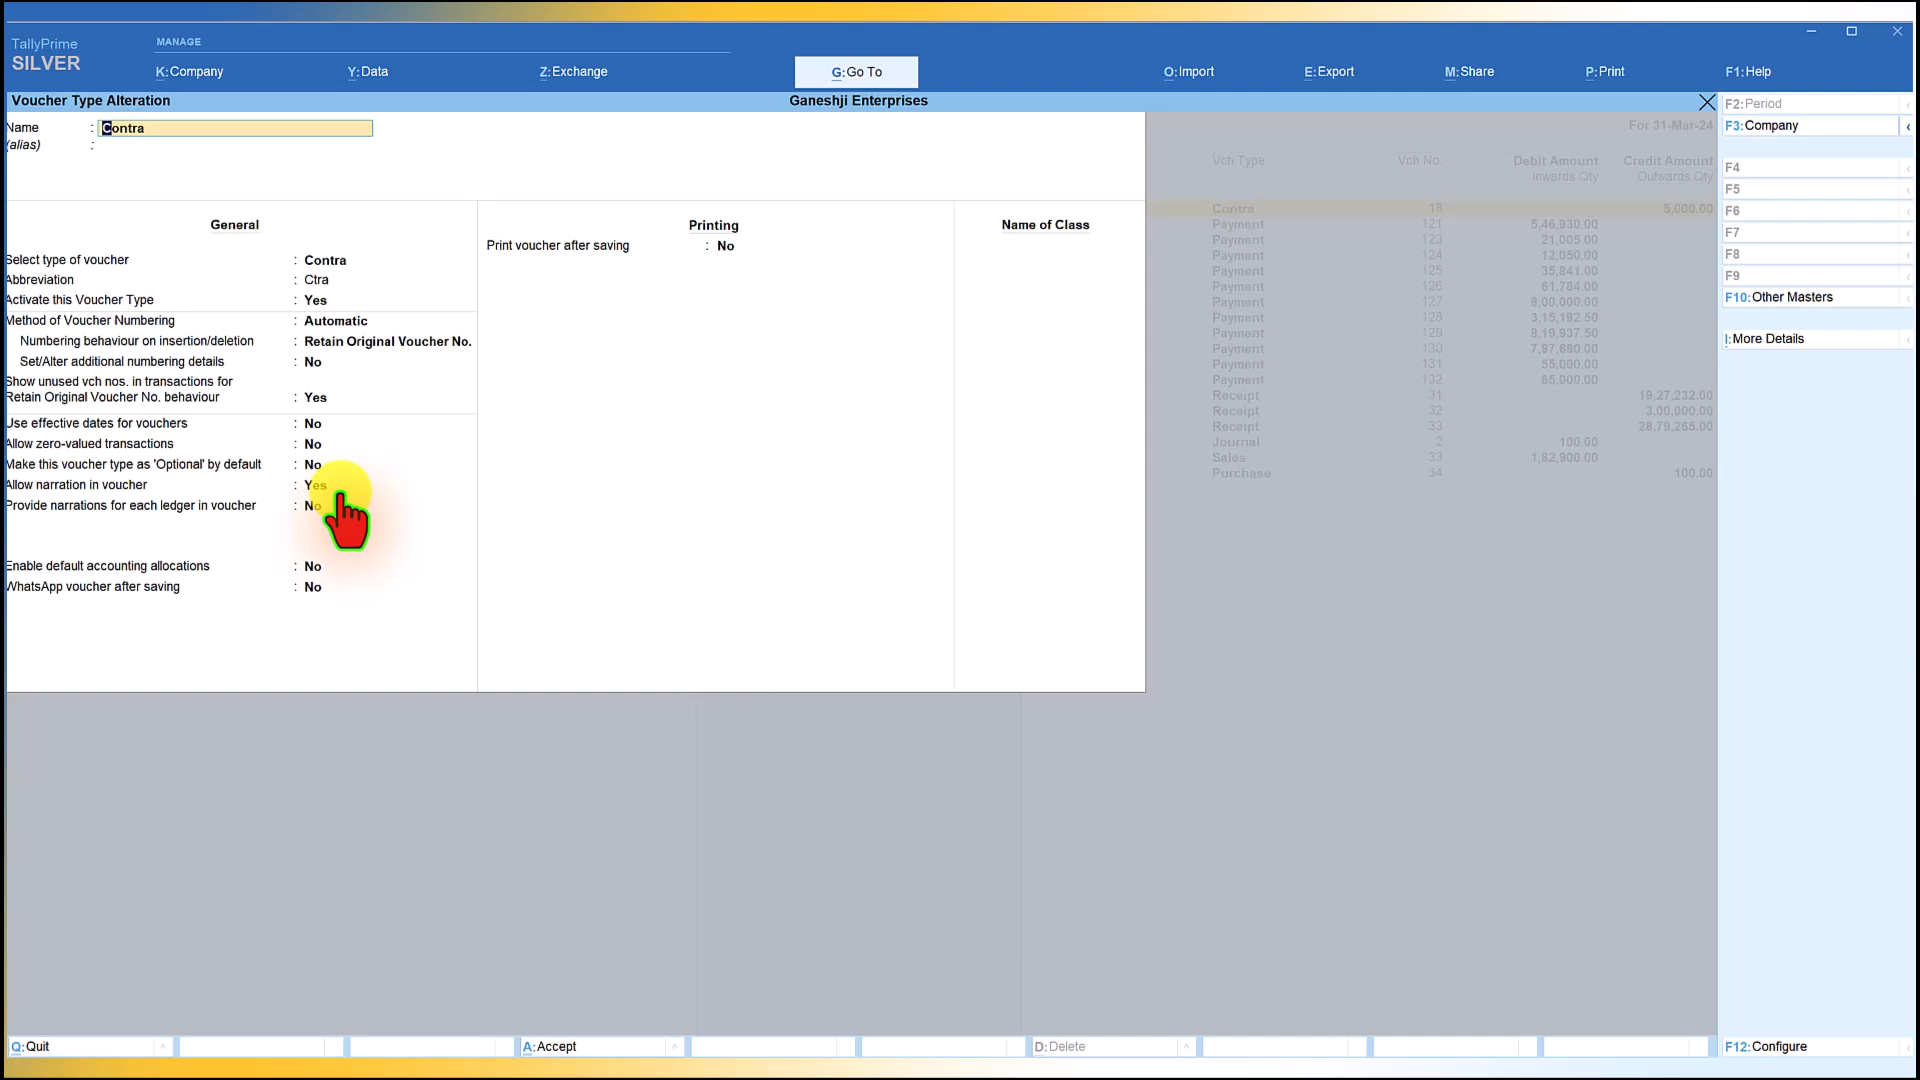 TallyPrime
SILVER
MANAGE
K:Company
Y:Data
Z:Exchange
G:Go To
O:Import
E:Export
M:Share
P:Print
F1:Help
Voucher Type Alteration
Ganeshji Enterprises
Name : Contra
(alias) :
General
Select type of voucher : Contra
Abbreviation : Ctra
Activate this Voucher Type : Yes
Method of Voucher Numbering : Automatic
Numbering behaviour on insertion/deletion : Retain Original Voucher No.
Set/Alter additional numbering details : No
Show unused vch nos. in transactions for
Retain Original Voucher No. behaviour : Yes
Use effective dates for vouchers : No
Allow zero-valued transactions : No
Make this voucher type as 'Optional' by default : No
Allow narration in voucher : Yes
Provide narrations for each ledger in voucher : No
Enable default accounting allocations : No
WhatsApp voucher after saving : No
Printing
Print voucher after saving : No
Name of Class
For 31-Mar-24
Vch Type Vch No. Debit Amount Credit Amount
Inwards Qty Outwards Qty
Contra 18 5,000.00
Payment 121 5,46,930.00
Payment 123 21,005.00
Payment 124 12,050.00
Payment 125 35,841.00
Payment 126 61,784.00
Payment 127 8,00,000.00
Payment 128 3,15,192.50
Payment 129 8,19,937.50
Payment 130 7,97,680.00
Payment 131 55,000.00
Payment 132 65,000.00
Receipt 31 19,27,232.00
Receipt 32 3,00,000.00
Receipt 33 28,79,265.00
Journal 2 100.00
Sales 33 1,82,900.00
Purchase 34 100.00
F2:Period
F3:Company
F4
F5
F6
F7
F8
F9
F10:Other Masters
I:More Details
Q:Quit
A:Accept
D:Delete
F12:Configure